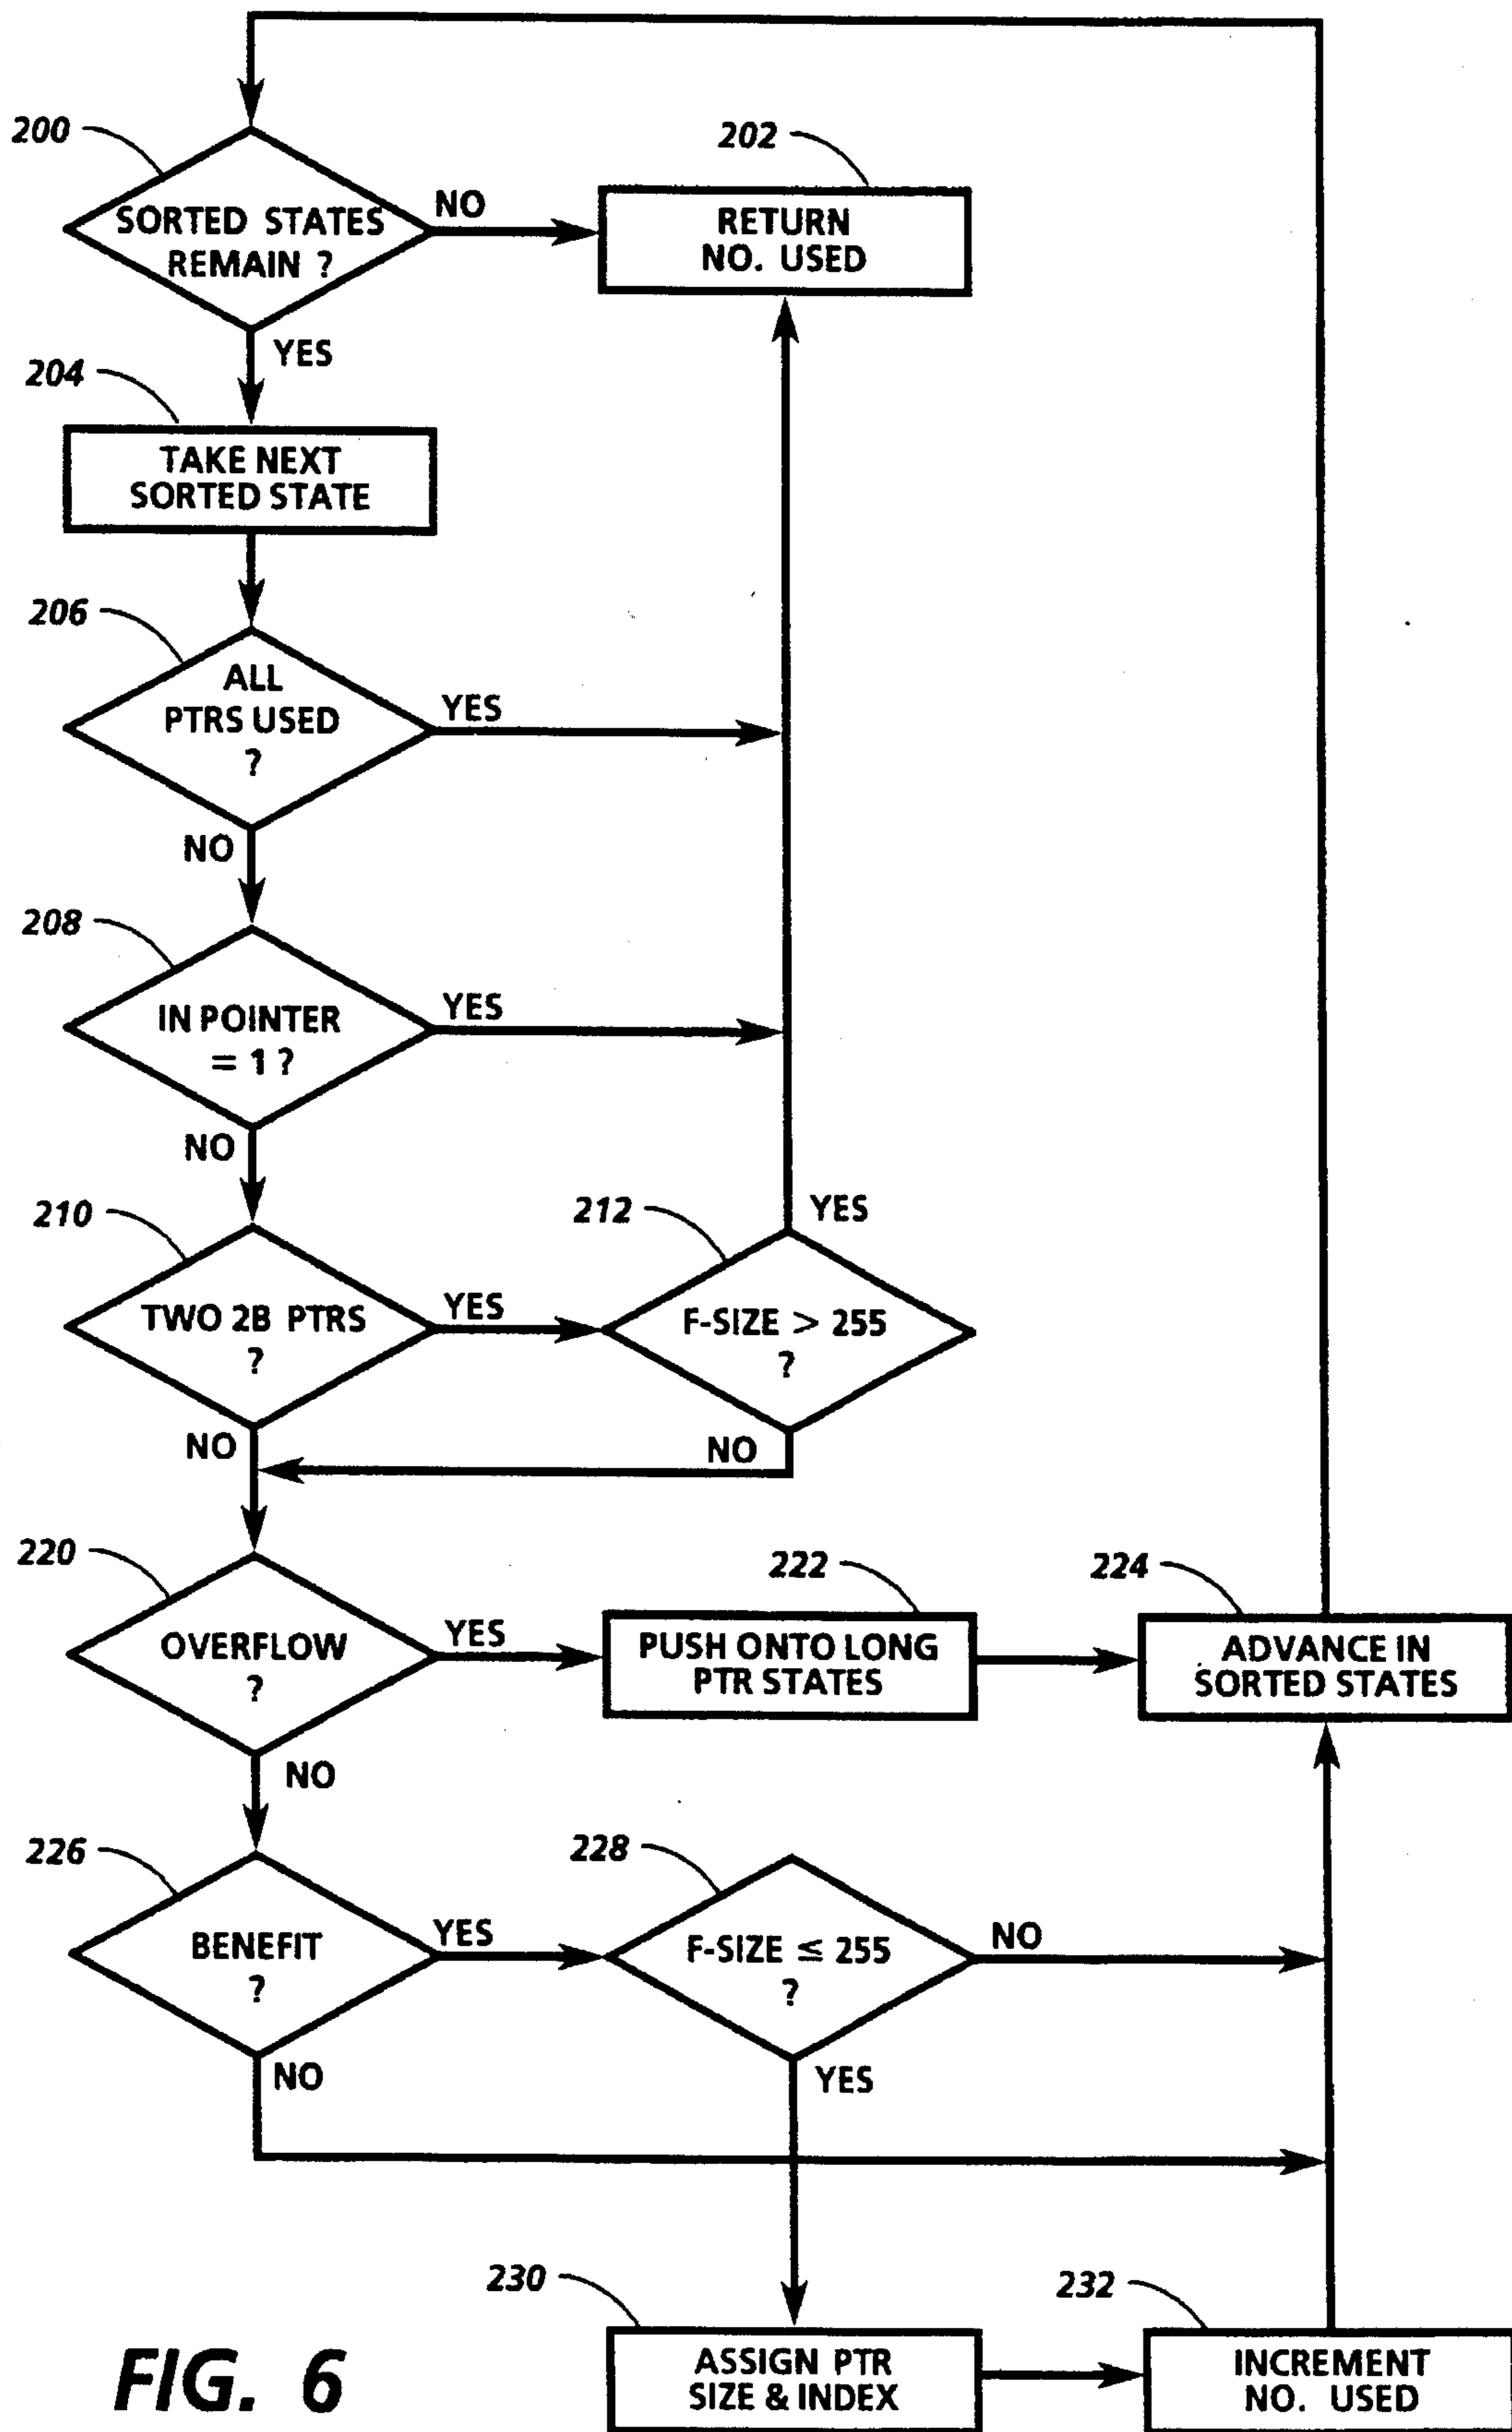 200
202
SORTED STATES
REMAIN ?
NO
RETURN
NO. USED
YES
204
TAKE NEXT
SORTED STATE
206
ALL
PTRS USED
?
YES
NO
208
IN POINTER
= 1 ?
YES
NO
210
TWO 2B PTRS
?
YES
212
YES
F-SIZE > 255
?
NO
NO
220
OVERFLOW
?
YES
222
PUSH ONTO LONG
PTR STATES
224
ADVANCE IN
SORTED STATES
NO
226
BENEFIT
?
YES
228
F-SIZE ≤ 255
?
NO
NO
YES
230
ASSIGN PTR
SIZE & INDEX
232
INCREMENT
NO. USED
FIG. 6